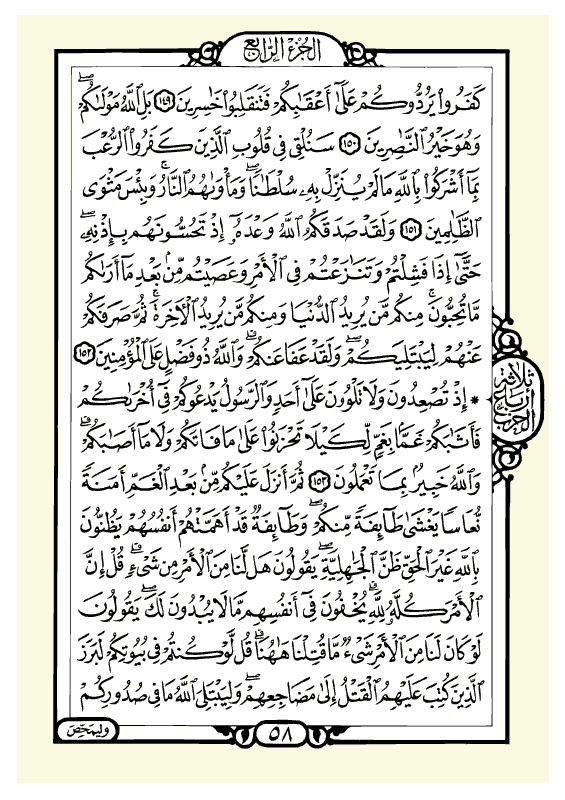 الجُزْءُ الرَّابِعُ
كَفَرُوا۟ يَرُدُّوكُمْ عَلَىٰٓ أَعْقَـٰبِكُمْ فَتَنقَلِبُوا۟ خَـٰسِرِينَ ١٤٩ بَلِ ٱللَّهُ مَوْلَىٰكُمْ ۖ
وَهُوَ خَيْرُ ٱلنَّـٰصِرِينَ ١٥٠ سَنُلْقِى فِى قُلُوبِ ٱلَّذِينَ كَفَرُوا۟ ٱلرُّعْبَ
بِمَآ أَشْرَكُوا۟ بِٱللَّهِ مَا لَمْ يُنَزِّلْ بِهِۦ سُلْطَـٰنًا ۖ وَمَأْوَىٰهُمُ ٱلنَّارُ ۚ وَبِئْسَ مَثْوَى
ٱلظَّـٰلِمِينَ ١٥١ وَلَقَدْ صَدَقَكُمُ ٱللَّهُ وَعْدَهُۥٓ إِذْ تَحُسُّونَهُم بِإِذْنِهِۦ ۖ
حَتَّىٰٓ إِذَا فَشِلْتُمْ وَتَنَـٰزَعْتُمْ فِى ٱلْأَمْرِ وَعَصَيْتُم مِّنۢ بَعْدِ مَآ أَرَىٰكُم
مَّا تُحِبُّونَ ۚ مِنكُم مَّن يُرِيدُ ٱلدُّنْيَا وَمِنكُم مَّن يُرِيدُ ٱلْـَٔاخِرَةَ ۚ ثُمَّ صَرَفَكُمْ
عَنْهُمْ لِيَبْتَلِيَكُمْ ۖ وَلَقَدْ عَفَا عَنكُمْ ۗ وَٱللَّهُ ذُو فَضْلٍ عَلَى ٱلْمُؤْمِنِينَ ١٥٢
* إِذْ تُصْعِدُونَ وَلَا تَلْوُۥنَ عَلَىٰٓ أَحَدٍ وَٱلرَّسُولُ يَدْعُوكُمْ فِىٓ أُخْرَىٰكُمْ
فَأَثَـٰبَكُمْ غَمًّۢا بِغَمٍّ لِّكَيْلَا تَحْزَنُوا۟ عَلَىٰ مَا فَاتَكُمْ وَلَا مَآ أَصَـٰبَكُمْ ۗ
وَٱللَّهُ خَبِيرٌۢ بِمَا تَعْمَلُونَ ١٥٣ ثُمَّ أَنزَلَ عَلَيْكُم مِّنۢ بَعْدِ ٱلْغَمِّ أَمَنَةً
نُّعَاسًا يَغْشَىٰ طَآئِفَةً مِّنكُمْ ۖ وَطَآئِفَةٌ قَدْ أَهَمَّتْهُمْ أَنفُسُهُمْ يَظُنُّونَ
بِٱللَّهِ غَيْرَ ٱلْحَقِّ ظَنَّ ٱلْجَـٰهِلِيَّةِ ۖ يَقُولُونَ هَل لَّنَا مِنَ ٱلْأَمْرِ مِن شَىْءٍ ۗ قُلْ إِنَّ
ٱلْأَمْرَ كُلَّهُۥ لِلَّهِ ۗ يُخْفُونَ فِىٓ أَنفُسِهِم مَّا لَا يُبْدُونَ لَكَ ۖ يَقُولُونَ
لَوْ كَانَ لَنَا مِنَ ٱلْأَمْرِ شَىْءٌ مَّا قُتِلْنَا هَـٰهُنَا ۗ قُل لَّوْ كُنتُمْ فِى بُيُوتِكُمْ لَبَرَزَ
ٱلَّذِينَ كُتِبَ عَلَيْهِمُ ٱلْقَتْلُ إِلَىٰ مَضَاجِعِهِمْ ۖ وَلِيَبْتَلِىَ ٱللَّهُ مَا فِى صُدُورِكُمْ
ثلاثة
أرباع
الحزب
وليمحص
٥٨